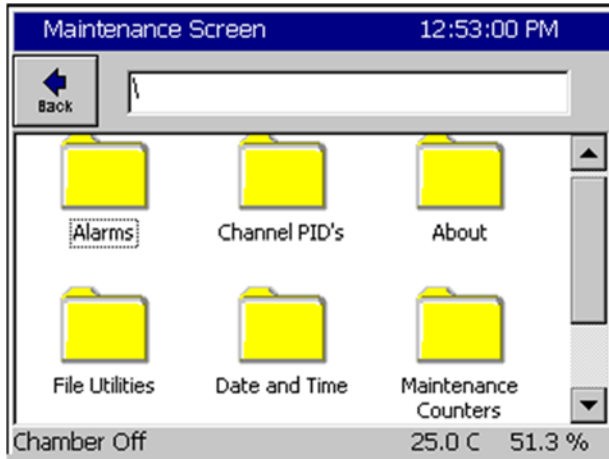 Maintenance Screen 12:53:00 PM
Back \
Alarms Channel PID's About
File Utilities Date and Time Maintenance
Counters
Chamber Off 25.0 C 51.3 %